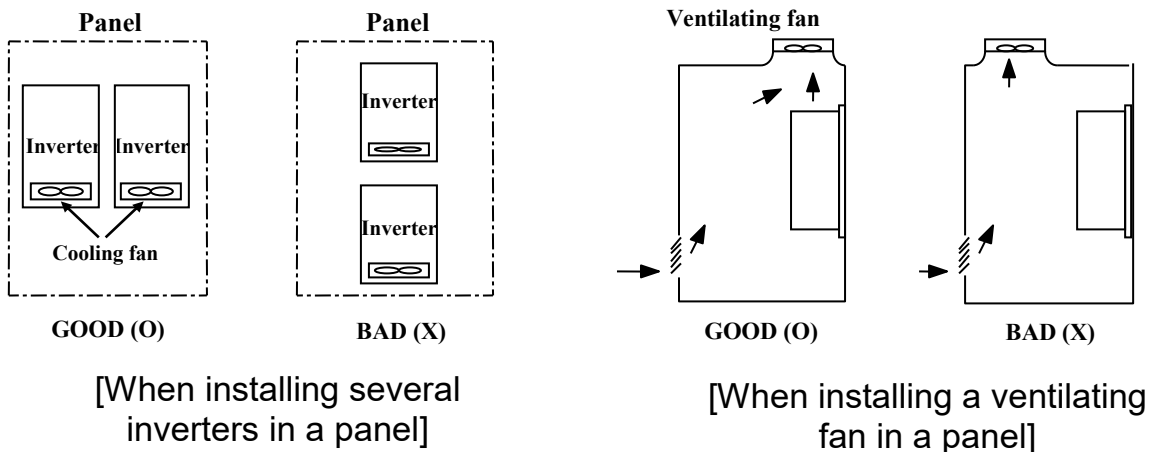 Panel
Inverter
Inverter
Cooling fan
GOOD (O)
Panel
Inverter
Inverter
BAD (X)
[When installing several
inverters in a panel]
Ventilating fan
GOOD (O)
BAD (X)
[When installing a ventilating
fan in a panel]